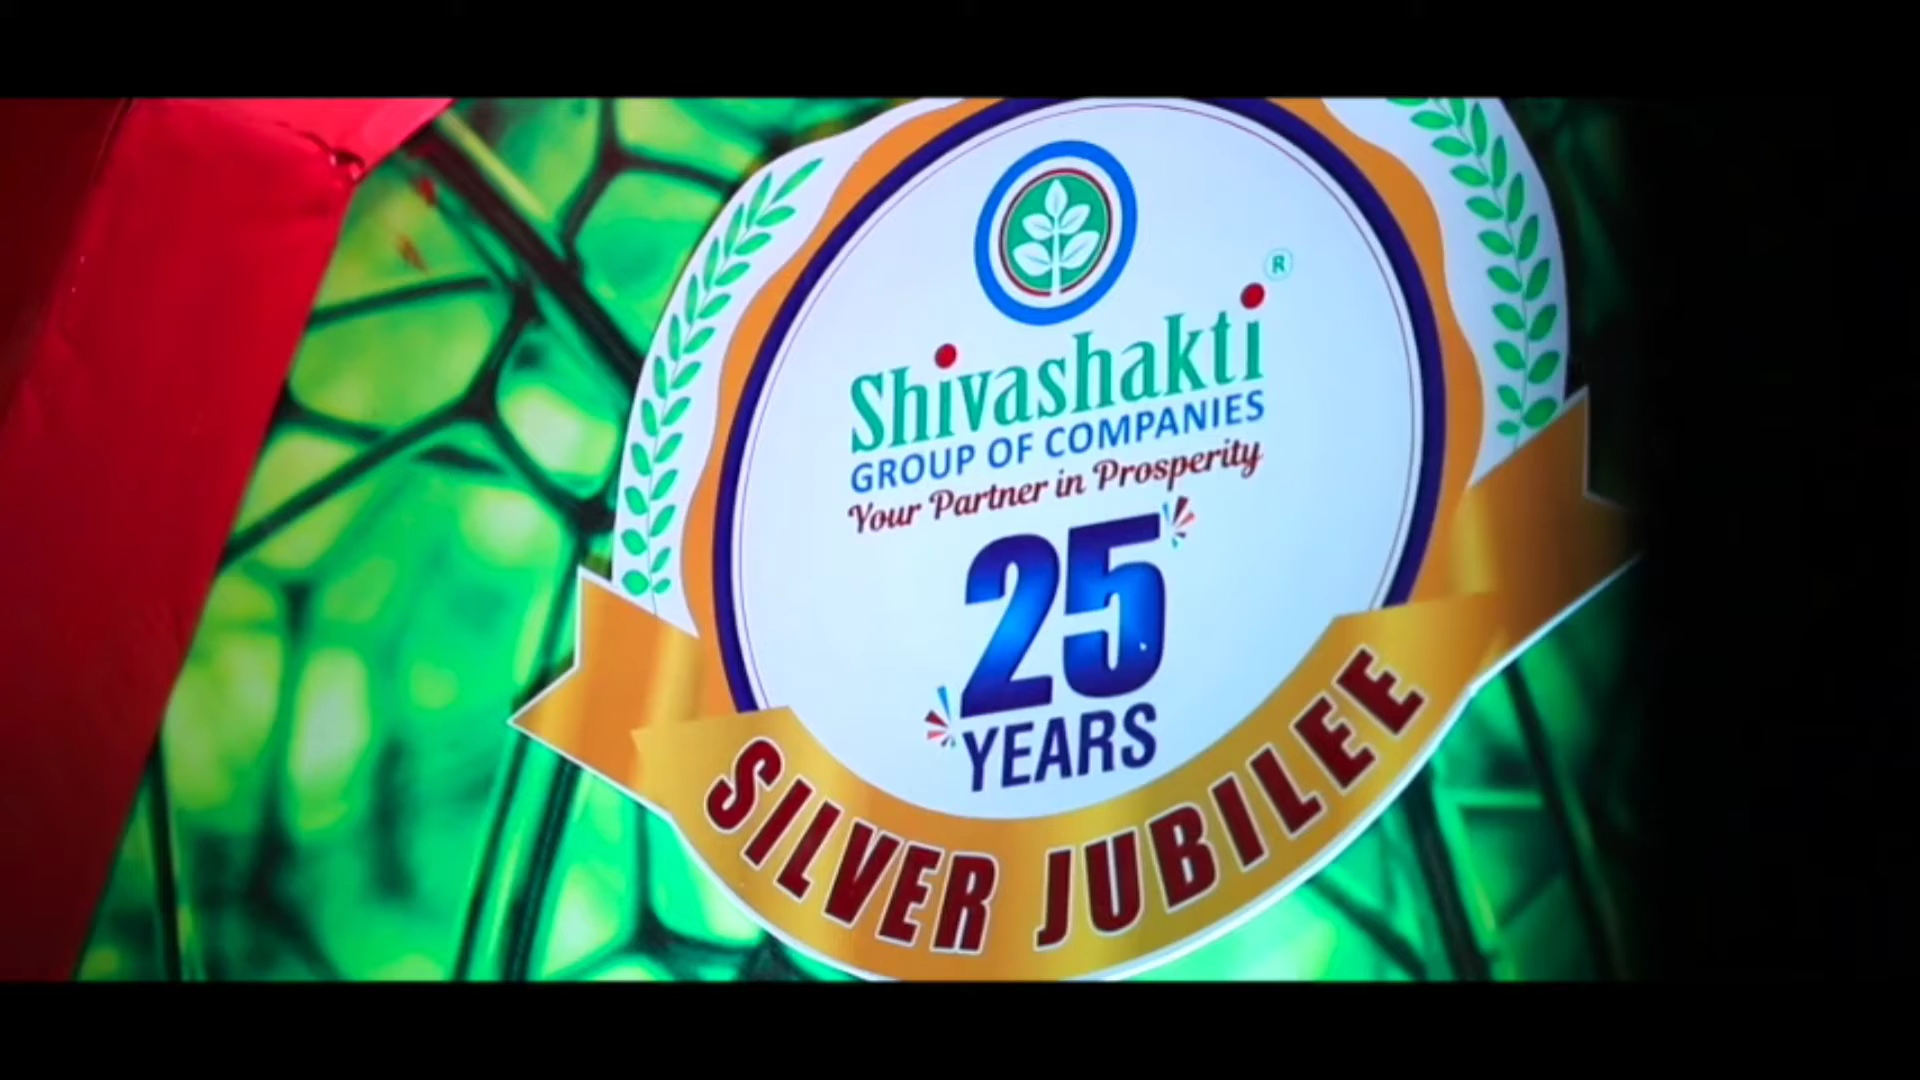 Shivashakti ®
GROUP OF COMPANIES
Your Partner in Prosperity
25
YEARS
SILVER JUBILEE